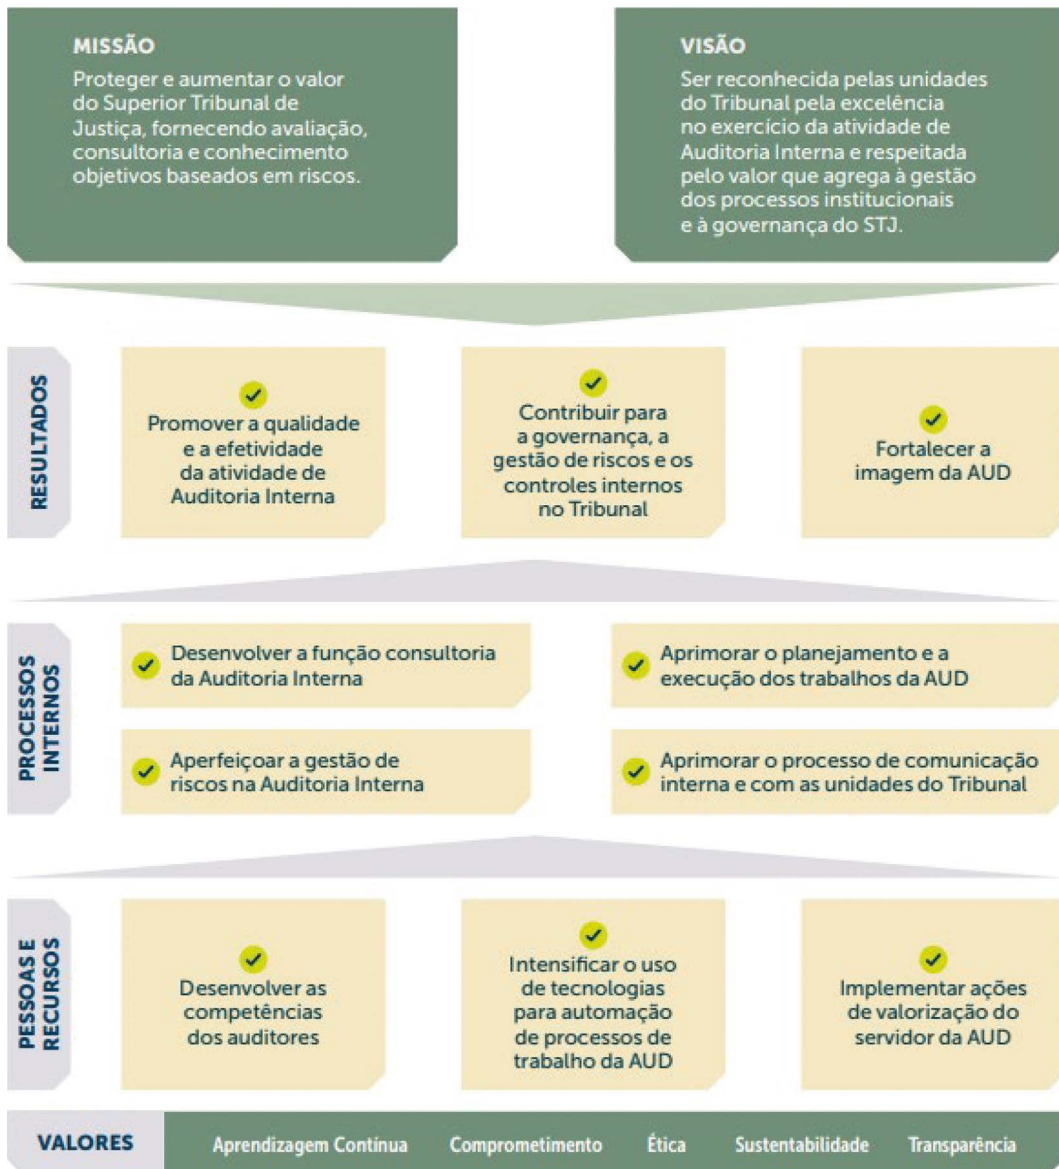 MISSÃO
Proteger e aumentar o valor
do Superior Tribunal de
Justiça, fornecendo avaliação,
consultoria e conhecimento
objetivos baseados em riscos.
VISÃO
Ser reconhecida pelas unidades
do Tribunal pela excelência
no exercício da atividade de
Auditoria Interna e respeitada
pelo valor que agrega à gestão
dos processos institucionais
e à governança do STJ.
RESULTADOS
Promover a qualidade
e a efetividade
da atividade de
Auditoria Interna
Contribuir para
a governança, a
gestão de riscos e os
controles internos
no Tribunal
Fortalecer a
imagem da AUD
PROCESSOS
INTERNOS
Desenvolver a função consultoria
da Auditoria Interna
Aprimorar o planejamento e a
execução dos trabalhos da AUD
Aperfeiçoar a gestão de
riscos na Auditoria Interna
Aprimorar o processo de comunicação
interna e com as unidades do Tribunal
PESSOAS E
RECURSOS
Desenvolver as
competências
dos auditores
Intensificar o uso
de tecnologias
para automação
de processos de
trabalho da AUD
Implementar ações
de valorização do
servidor da AUD
VALORES
Aprendizagem Contínua
Comprometimento
Ética
Sustentabilidade
Transparência